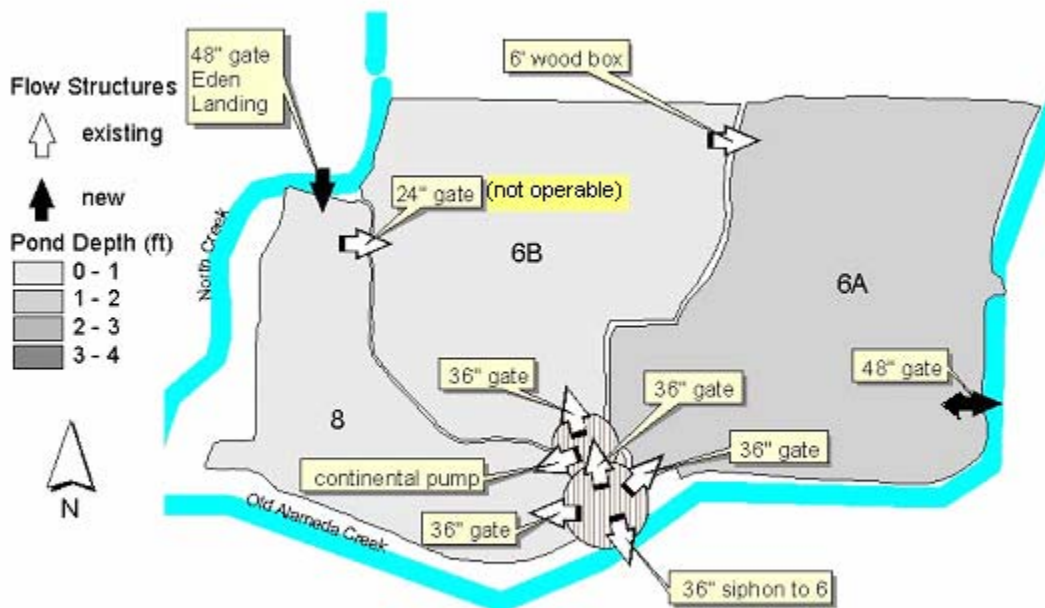 48" gate
Eden
Landing
6' wood box
Flow Structures
existing
new
Pond Depth (ft)
0 - 1
1 - 2
2 - 3
3 - 4
N
North Creek
24" gate
(not operable)
6B
6A
48" gate
36" gate
36" gate
36" gate
8
continental pump
36" gate
Old Alameda Creek
36" siphon to 6